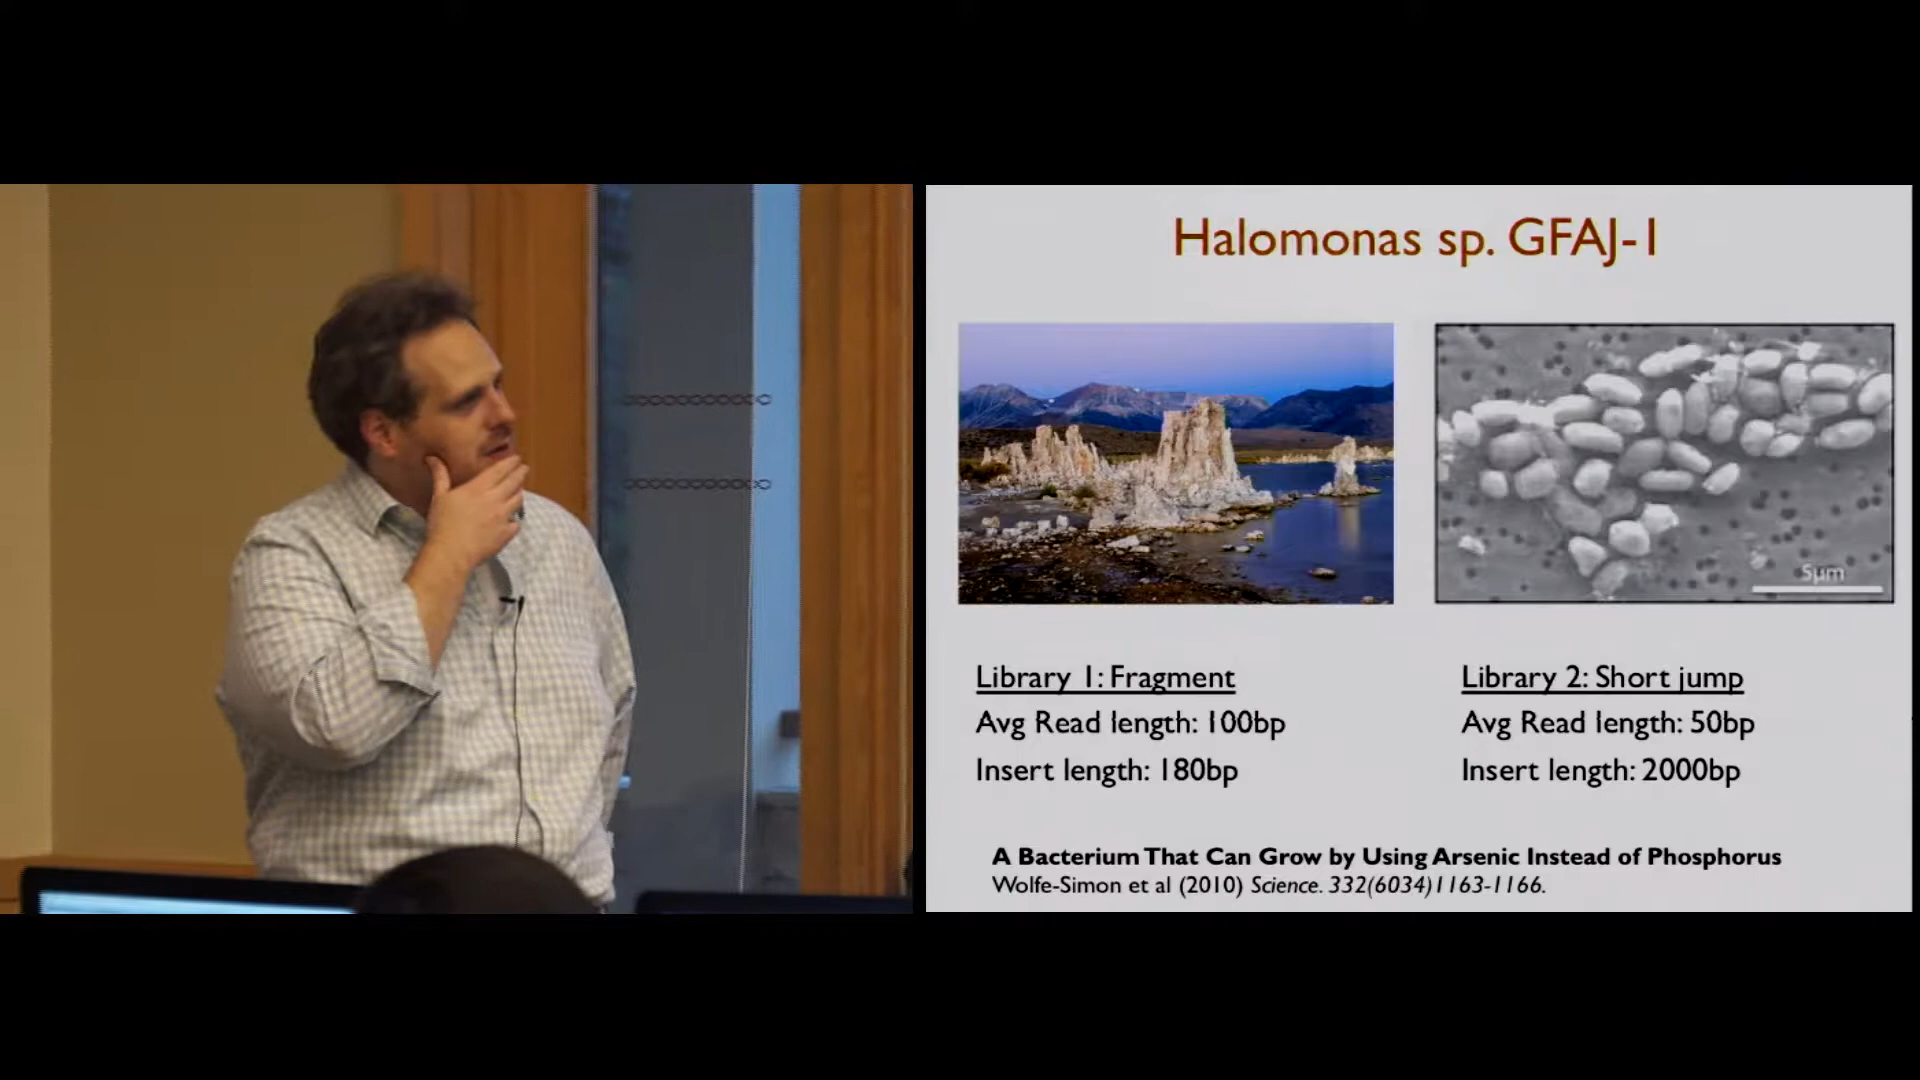 Halomonas sp. GFAJ-1
5μm
Library 1: Fragment
Avg Read length: 100bp
Insert length: 180bp
Library 2: Short jump
Avg Read length: 50bp
Insert length: 2000bp
A Bacterium That Can Grow by Using Arsenic Instead of Phosphorus
Wolfe-Simon et al (2010) Science. 332(6034)1163-1166.